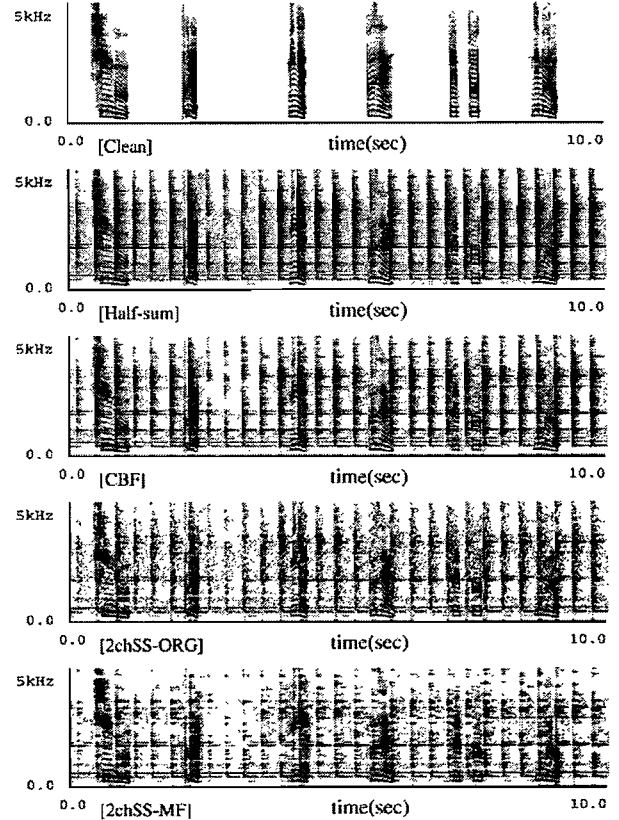 5kHz
0.0
0.0 [Clean] time(sec) 10.0
5kHz
0.0
0.0 [Half-sum] time(sec) 10.0
5kHz
0.0
0.0 [CBF] time(sec) 10.0
5kHz
0.0
0.0 [2chSS-ORG] time(sec) 10.0
5kHz
0.0
0.0 [2chSS-MF] time(sec) 10.0